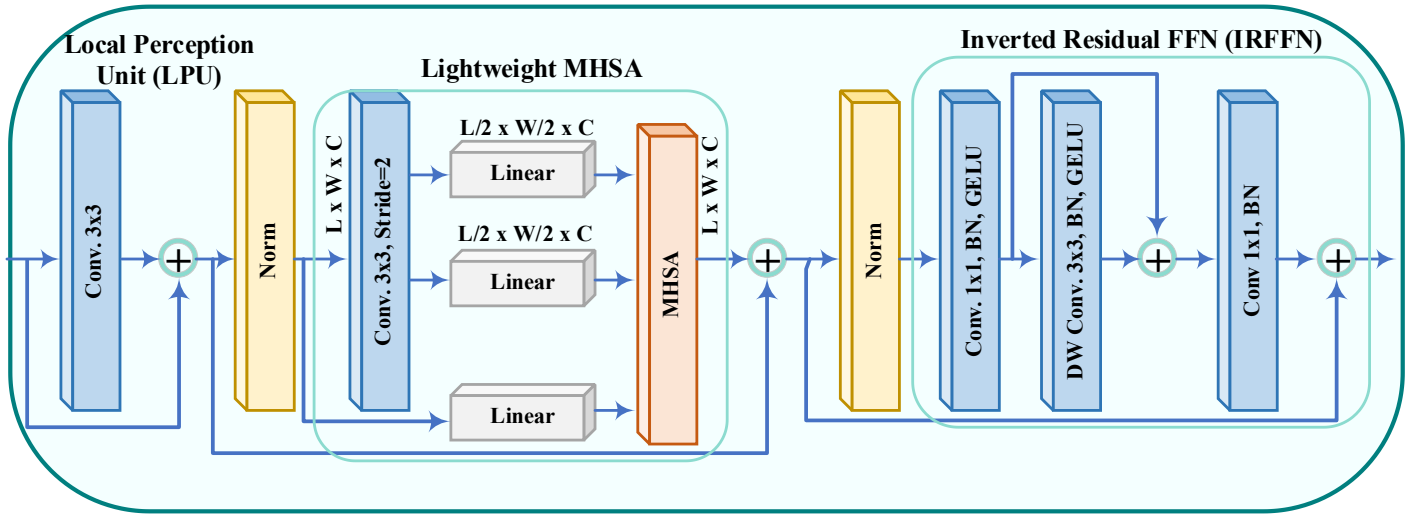 Local Perception
Unit (LPU)
Conv. 3x3
+
Norm
Lightweight MHSA
L x W x C
Conv. 3x3, Stride=2
L/2 x W/2 x C
Linear
L/2 x W/2 x C
Linear
Linear
MHSA
L x W x C
+
Norm
Inverted Residual FFN (IRFFN)
Conv. 1x1, BN, GELU
DW Conv. 3x3, BN, GELU
+
Conv 1x1, BN
+